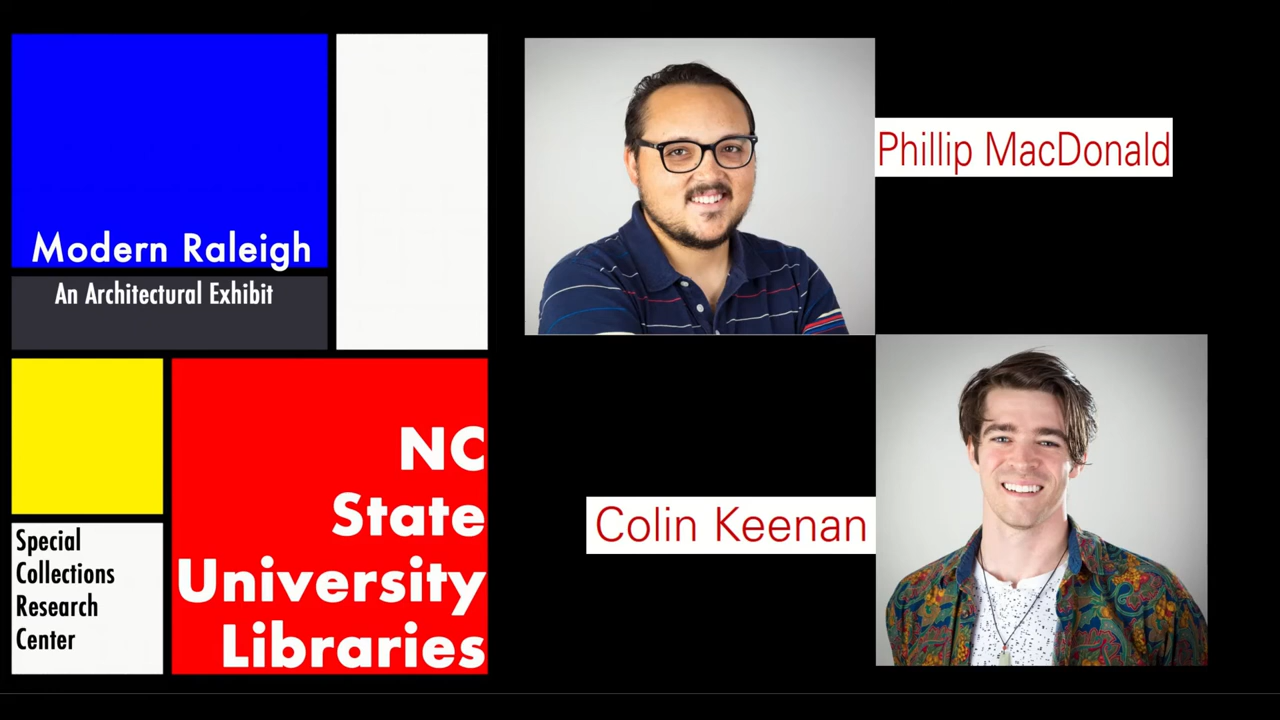 Modern Raleigh
An Architectural Exhibit
Special
Collections
Research
Center
NC
State
University
Libraries
Phillip MacDonald
Colin Keenan